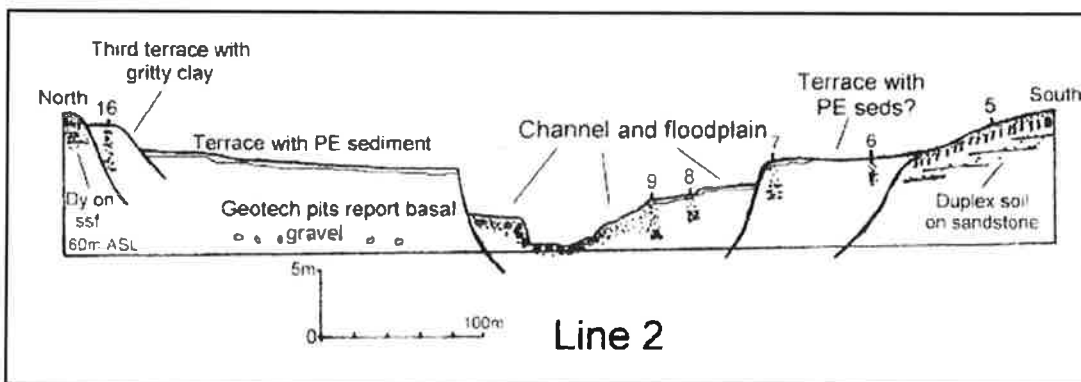 Third terrace with
gritty clay
North
16
Terrace with PE sediment
Dy on
ssf
60m ASL
Geotech pits report basal
gravel
Channel and floodplain
9
8
7
Terrace with
PE seds?
6
5
South
Duplex soil
on sandstone
5m
0
100m
Line 2